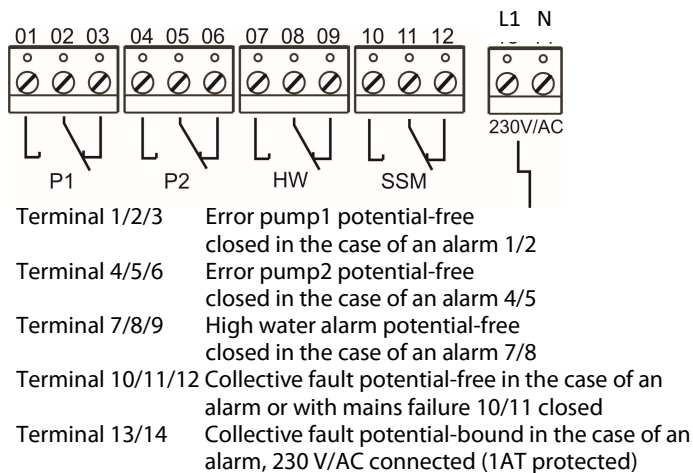 L1 N
01 02 03 04 05 06 07 08 09 10 11 12
230V/AC
P1 P2 HW SSM
Terminal 1/2/3 Error pump1 potential-free
closed in the case of an alarm 1/2
Terminal 4/5/6 Error pump2 potential-free
closed in the case of an alarm 4/5
Terminal 7/8/9 High water alarm potential-free
closed in the case of an alarm 7/8
Terminal 10/11/12 Collective fault potential-free in the case of an
alarm or with mains failure 10/11 closed
Terminal 13/14 Collective fault potential-bound in the case of an
alarm, 230 V/AC connected (1AT protected)